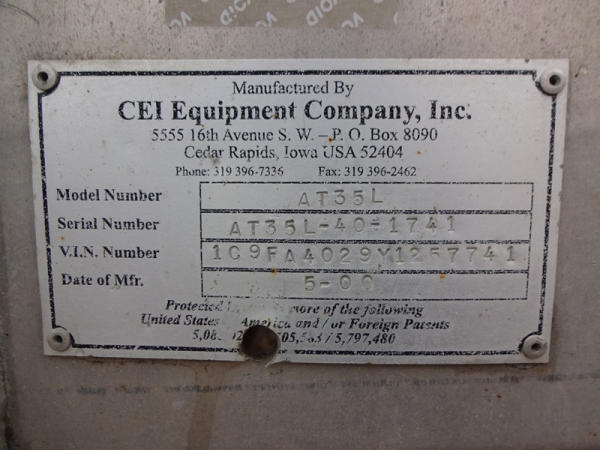 VOID
Manufactured By
CEI Equipment Company, Inc.
5555 16th Avenue S. W. – P. O. Box 8090
Cedar Rapids, Iowa USA 52404
Phone: 319 396-7336 Fax: 319 396-2462
Model Number AT35L
Serial Number AT35L-40-1741
V.I.N. Number 1C9FA4029Y1257741
Date of Mfr. 5-00
Protected more of the following
United States America and / or Foreign Patents
/ 5,797,480